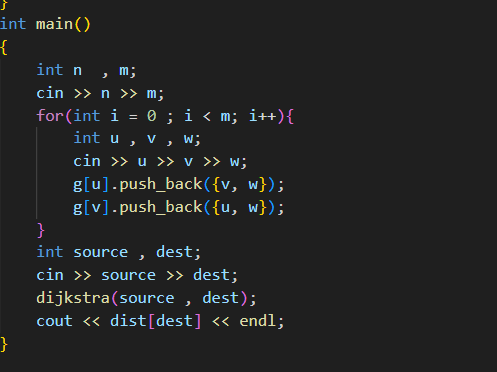 }
int main()
{
    int n  , m;
    cin >> n >> m;
    for(int i = 0 ; i < m; i++){
        int u , v , w;
        cin >> u >> v >> w;
        g[u].push_back({v, w});
        g[v].push_back({u, w});
    }
    int source , dest;
    cin >> source >> dest;
    dijkstra(source , dest);
    cout << dist[dest] << endl;
}